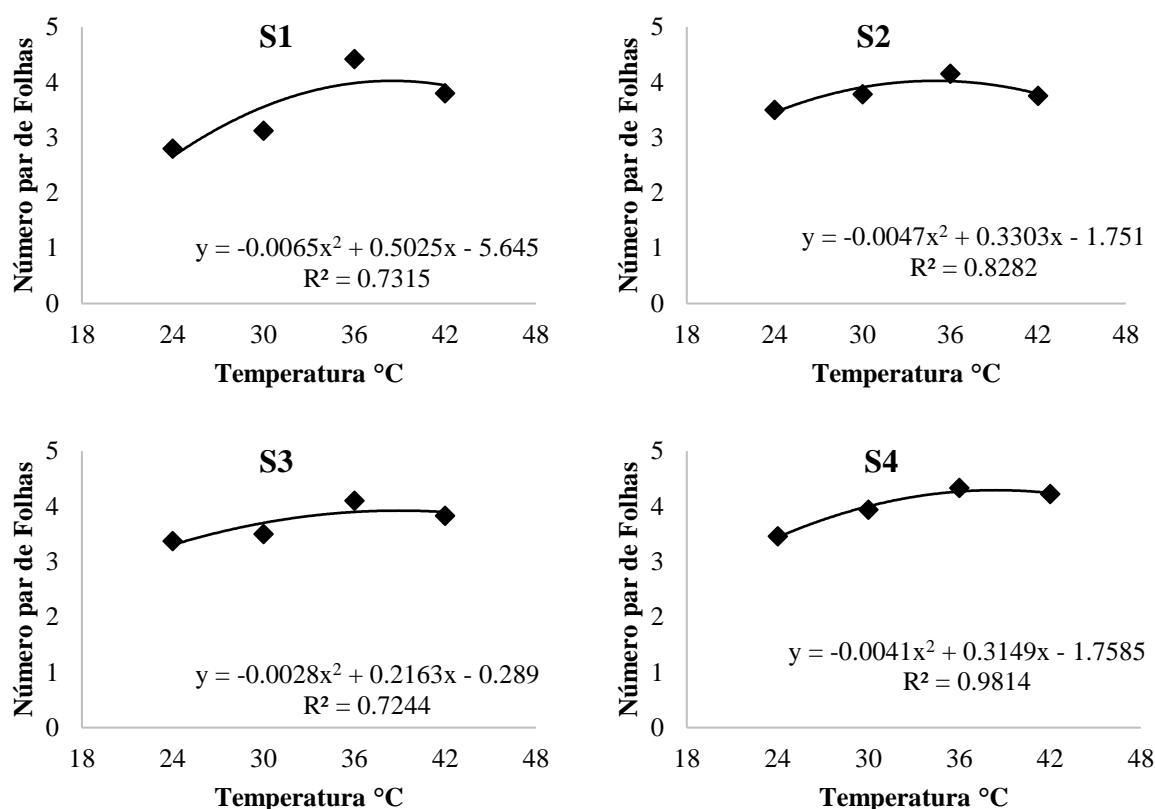 S1
Número par de Folhas
5
4
3
2
1
0
y = -0.0065x² + 0.5025x - 5.645
R² = 0.7315
18 24 30 36 42 48
Temperatura °C
S2
Número par de Folhas
5
4
3
2
1
0
y = -0.0047x² + 0.3303x - 1.751
R² = 0.8282
18 24 30 36 42 48
Temperatura °C
S3
Número par de Folhas
5
4
3
2
1
0
y = -0.0028x² + 0.2163x - 0.289
R² = 0.7244
18 24 30 36 42 48
Temperatura °C
S4
Número par de Folhas
5
4
3
2
1
0
y = -0.0041x² + 0.3149x - 1.7585
R² = 0.9814
18 24 30 36 42 48
Temperatura °C